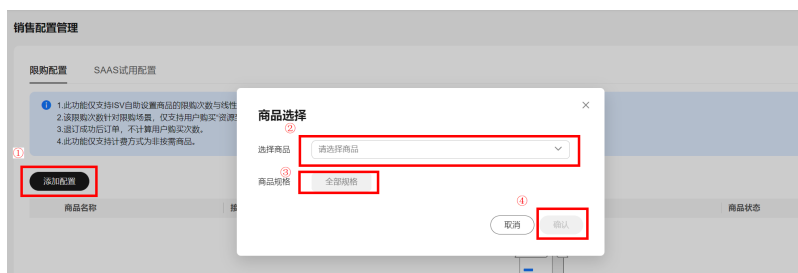 销售配置管理
限购配置 SAAS试用配置
1.此功能仅支持ISV自助设置商品的限购次数与线性
2.该限购次数针对限购场景，仅支持用户购买"资源
3.退订成功后订单，不计算用户购买次数。
4.此功能仅支持计费方式为非按需商品。
①
添加配置
商品名称 商品状态
商品选择
②
选择商品 请选择商品
③
商品规格 全部规格
④
取消 确认